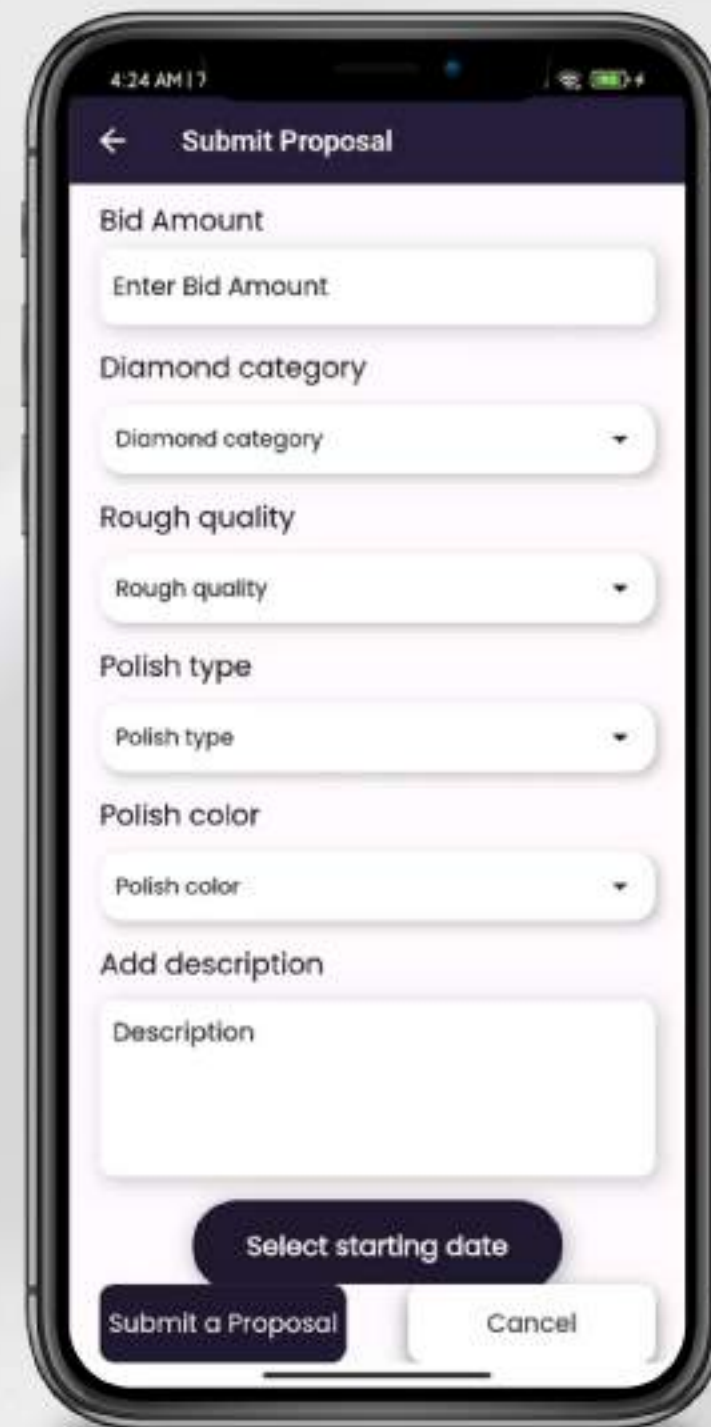 4:24 AM | 7
Submit Proposal
Bid Amount
Enter Bid Amount
Diamond category
Diamond category
Rough quality
Rough quality
Polish type
Polish type
Polish color
Polish color
Add description
Description
Select starting date
Submit a Proposal
Cancel